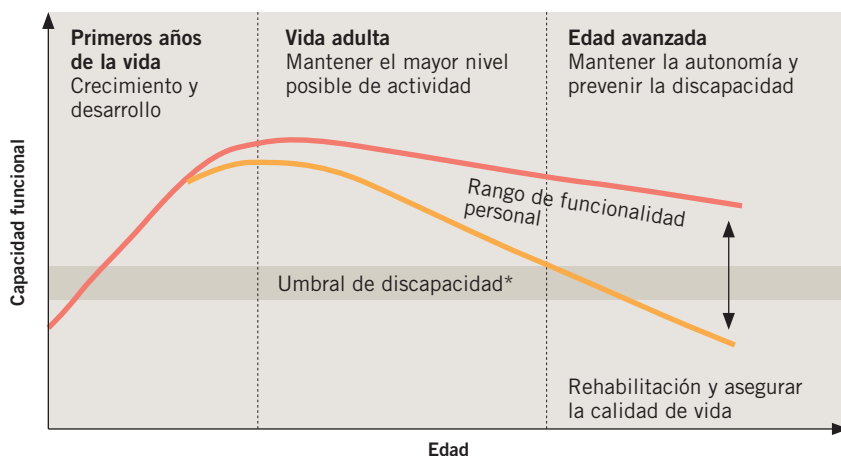 Primeros años
de la vida
Crecimiento y
desarrollo
Vida adulta
Mantener el mayor nivel
posible de actividad
Edad avanzada
Mantener la autonomía y
prevenir la discapacidad
Capacidad funcional
Rango de funcionalidad
personal
Umbral de discapacidad*
Rehabilitación y asegurar
la calidad de vida
Edad